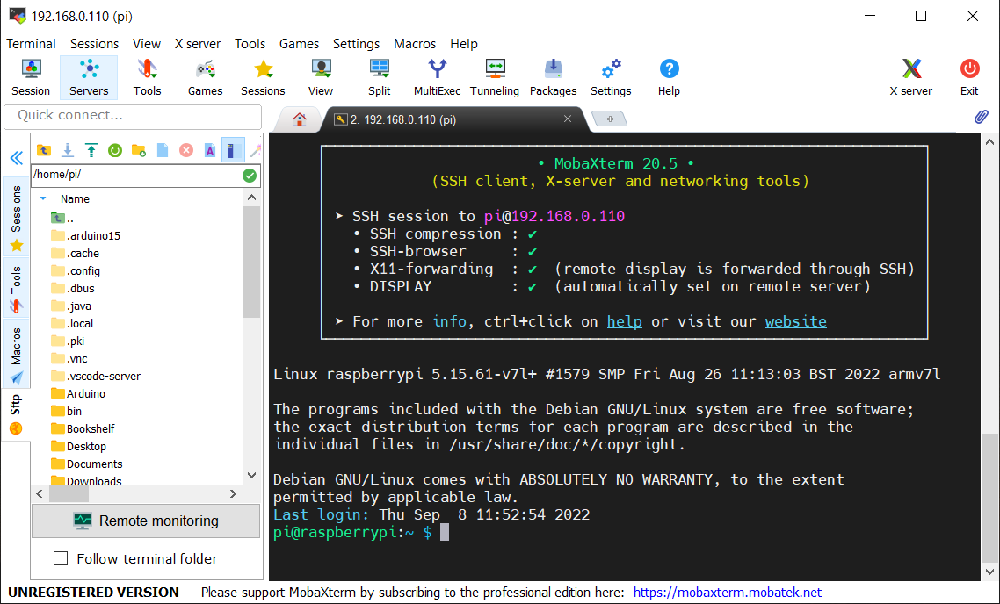 192.168.0.110 (pi)
Terminal Sessions View X server Tools Games Settings Macros Help
Session Servers Tools Games Sessions View Split MultiExec Tunneling Packages Settings Help X server Exit
Quick connect...
2. 192.168.0.110 (pi)
Sessions
Tools
Macros
Sftp
/home/pi/
Name
..
.arduino15
.cache
.config
.dbus
.java
.local
.pki
.vnc
.vscode-server
Arduino
bin
Bookshelf
Desktop
Documents
Downloads
Remote monitoring
Follow terminal folder
• MobaXterm 20.5 •
(SSH client, X-server and networking tools)
➤ SSH session to pi@192.168.0.110
• SSH compression : ✔
• SSH-browser : ✔
• X11-forwarding : ✔ (remote display is forwarded through SSH)
• DISPLAY : ✔ (automatically set on remote server)
➤ For more info, ctrl+click on help or visit our website
Linux raspberrypi 5.15.61-v7l+ #1579 SMP Fri Aug 26 11:13:03 BST 2022 armv7l
The programs included with the Debian GNU/Linux system are free software;
the exact distribution terms for each program are described in the
individual files in /usr/share/doc/*/copyright.
Debian GNU/Linux comes with ABSOLUTELY NO WARRANTY, to the extent
permitted by applicable law.
Last login: Thu Sep  8 11:52:54 2022
pi@raspberrypi:~ $
UNREGISTERED VERSION - Please support MobaXterm by subscribing to the professional edition here: https://mobaxterm.mobatek.net